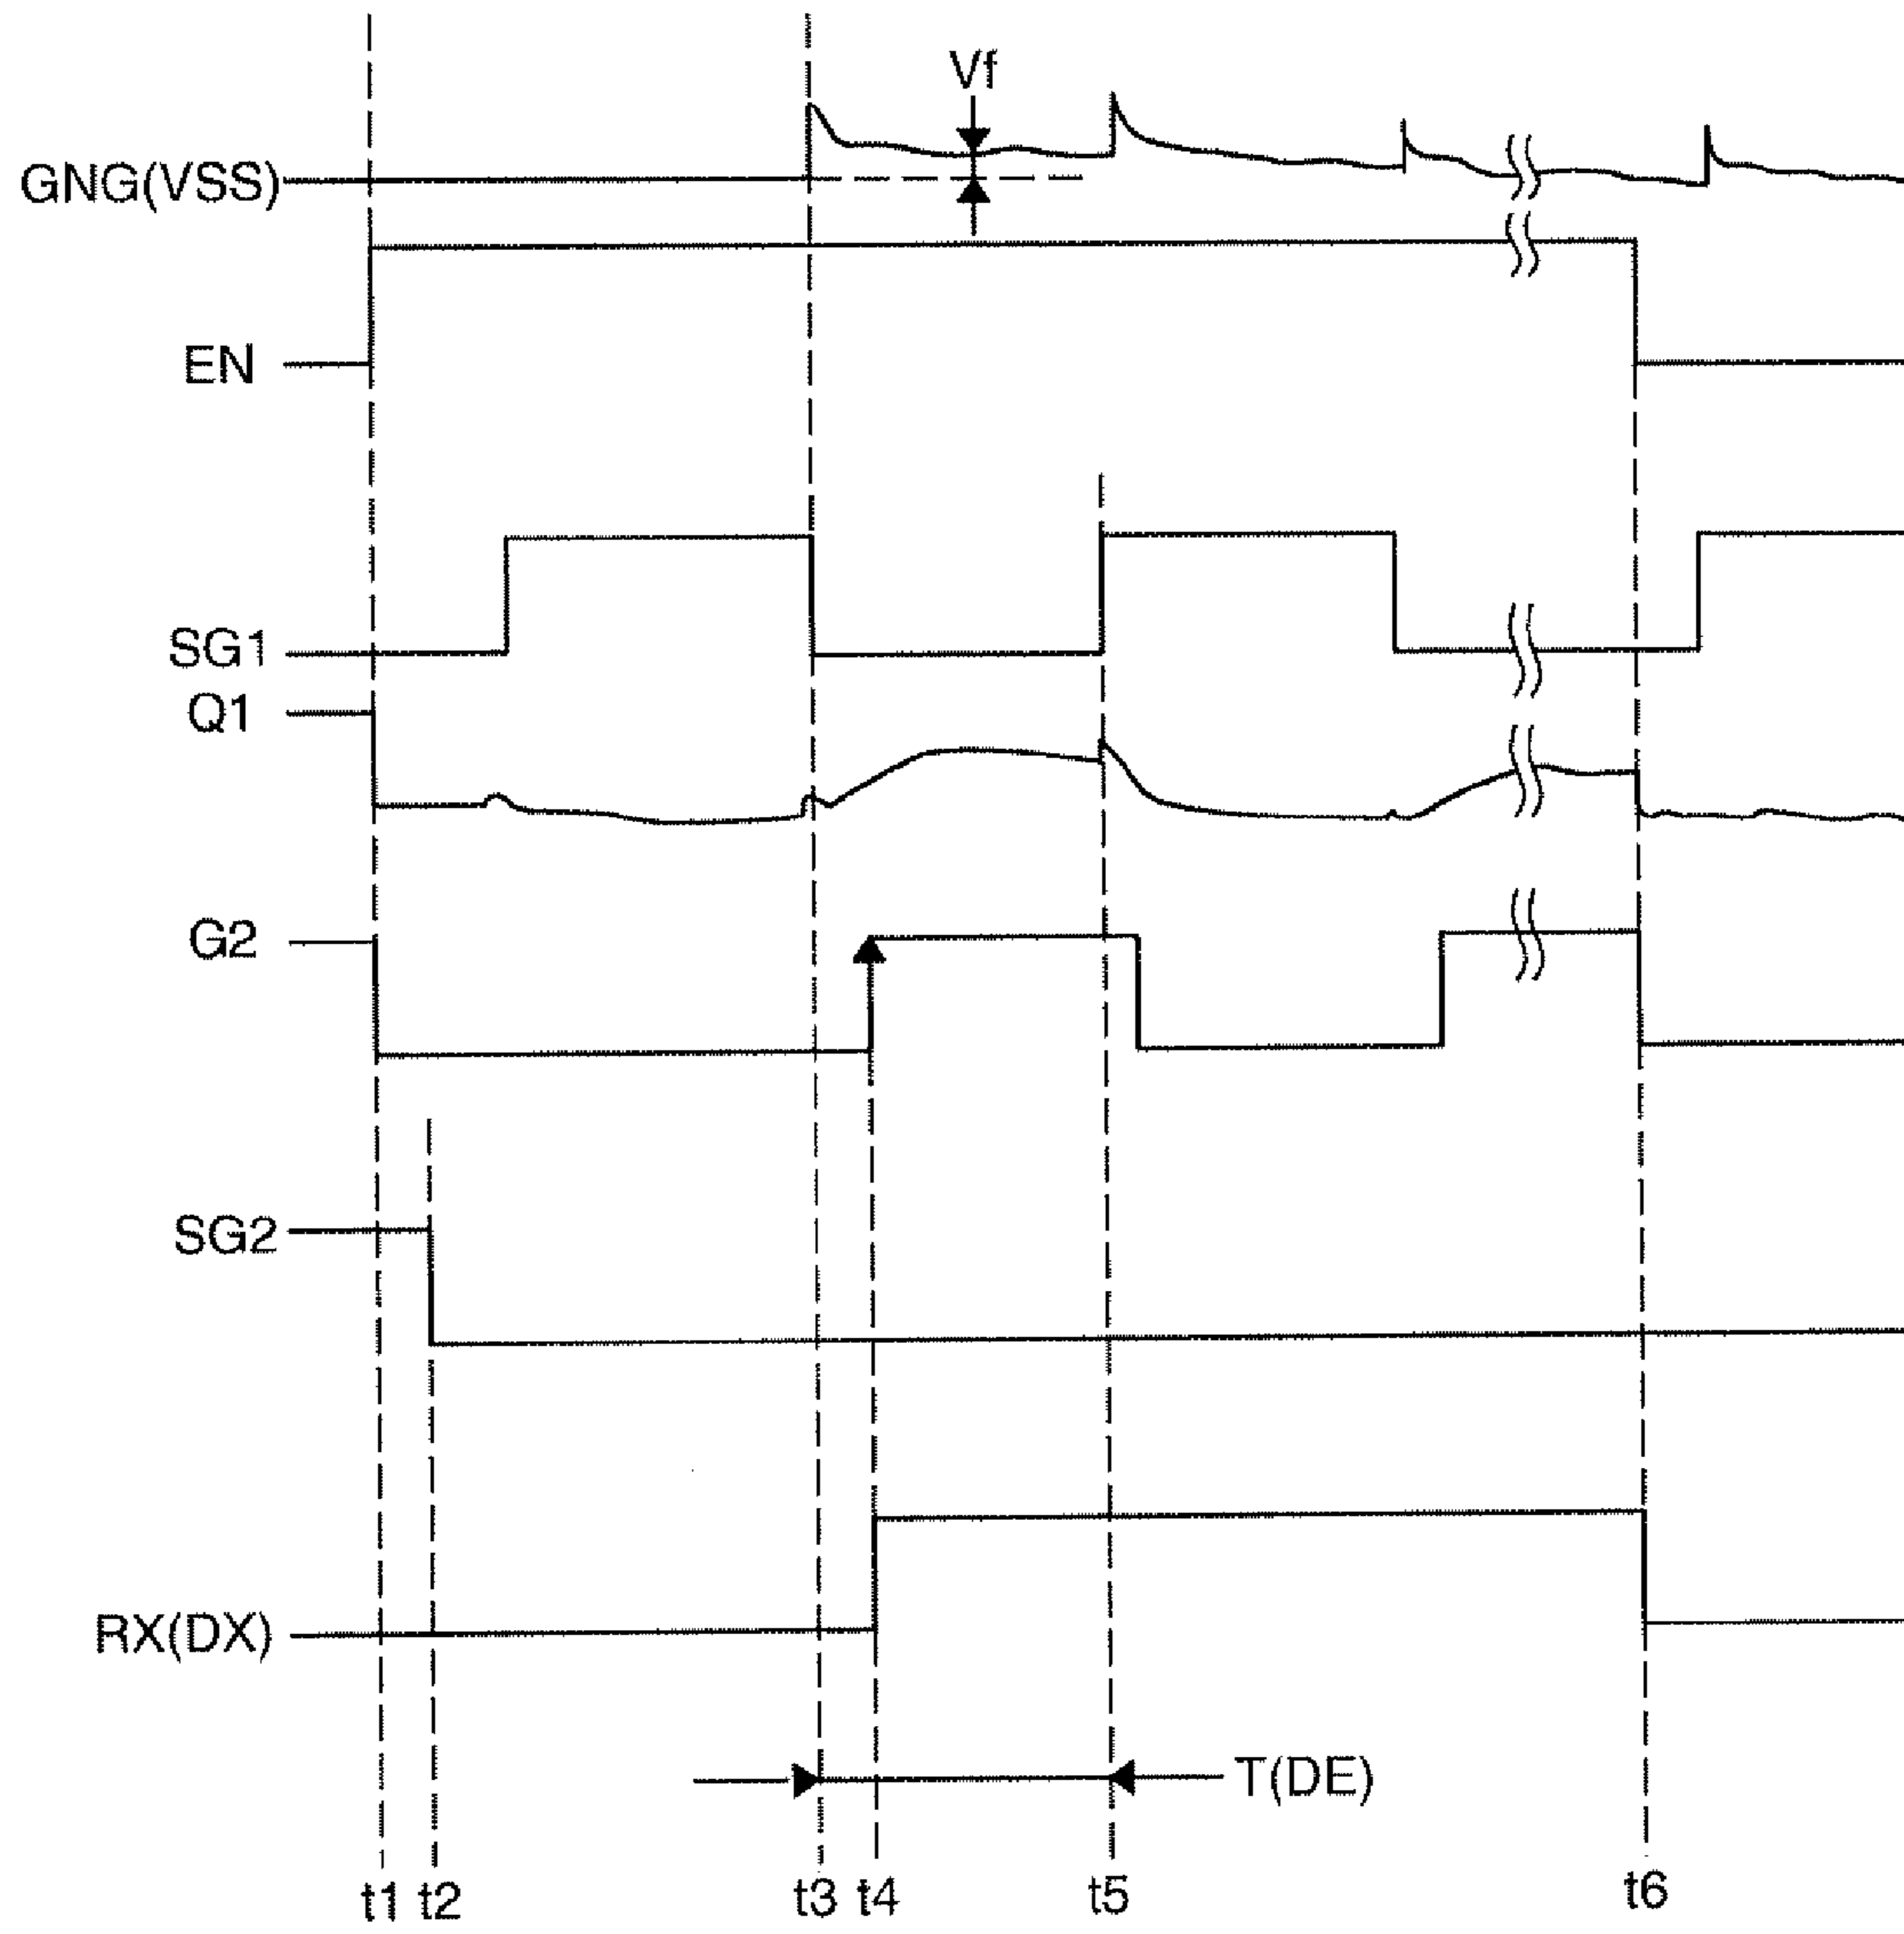 Vf
GNG(VSS)
EN
SG1
Q1
G2
SG2
RX(DX)
T(DE)
t1 t2 t3 t4 t5 t6